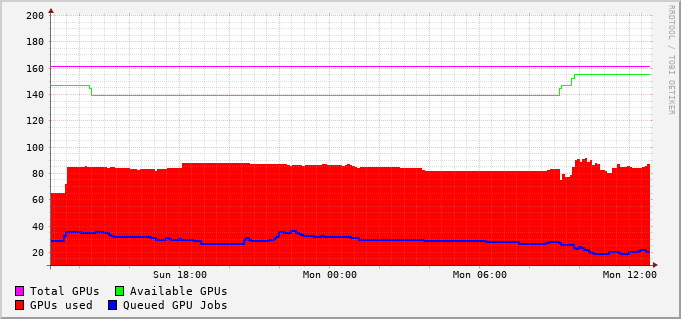 RRDTOOL / TOBI OETIKER
200
180
160
140
120
100
80
60
40
20
Sun 18:00 Mon 00:00 Mon 06:00 Mon 12:00
Total GPUs Available GPUs
GPUs used Queued GPU Jobs